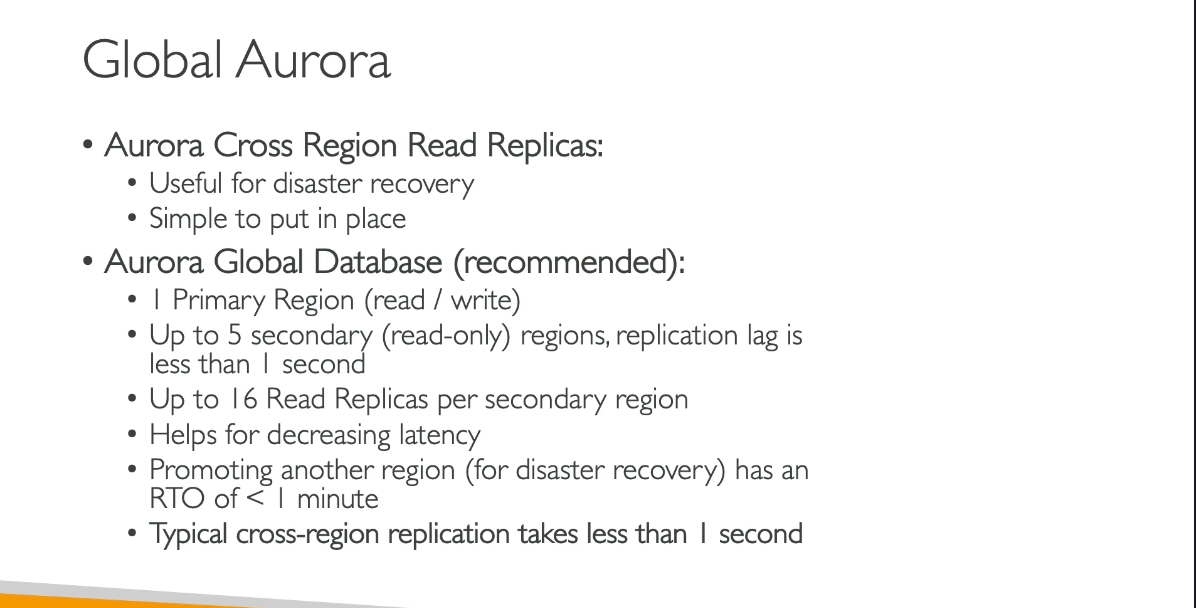 Global Aurora
• Aurora Cross Region Read Replicas:
• Useful for disaster recovery
• Simple to put in place
• Aurora Global Database (recommended):
• 1 Primary Region (read / write)
• Up to 5 secondary (read-only) regions, replication lag is
less than 1 second
• Up to 16 Read Replicas per secondary region
• Helps for decreasing latency
• Promoting another region (for disaster recovery) has an
RTO of < 1 minute
• Typical cross-region replication takes less than 1 second